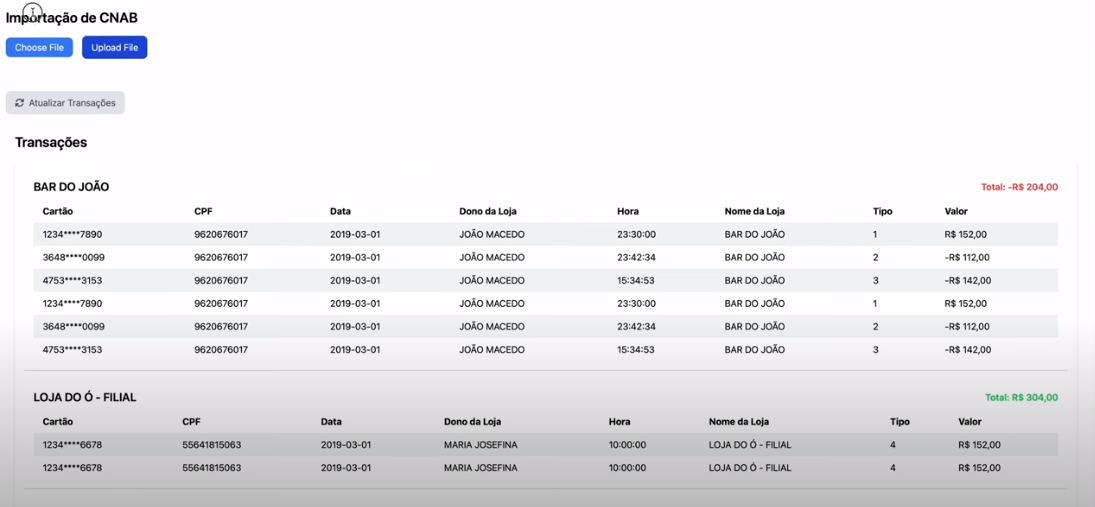 Importação de CNAB
Choose File Upload File
Atualizar Transações
Transações
BAR DO JOÃO Total: -R$ 204,00
Cartão CPF Data Dono da Loja Hora Nome da Loja Tipo Valor
1234****7890 9620676017 2019-03-01 JOÃO MACEDO 23:30:00 BAR DO JOÃO 1 R$ 152,00
3648****0099 9620676017 2019-03-01 JOÃO MACEDO 23:42:34 BAR DO JOÃO 2 -R$ 112,00
4753****3153 9620676017 2019-03-01 JOÃO MACEDO 15:34:53 BAR DO JOÃO 3 -R$ 142,00
1234****7890 9620676017 2019-03-01 JOÃO MACEDO 23:30:00 BAR DO JOÃO 1 R$ 152,00
3648****0099 9620676017 2019-03-01 JOÃO MACEDO 23:42:34 BAR DO JOÃO 2 -R$ 112,00
4753****3153 9620676017 2019-03-01 JOÃO MACEDO 15:34:53 BAR DO JOÃO 3 -R$ 142,00
LOJA DO Ó - FILIAL Total: R$ 304,00
Cartão CPF Data Dono da Loja Hora Nome da Loja Tipo Valor
1234****6678 55641815063 2019-03-01 MARIA JOSEFINA 10:00:00 LOJA DO Ó - FILIAL 4 R$ 152,00
1234****6678 55641815063 2019-03-01 MARIA JOSEFINA 10:00:00 LOJA DO Ó - FILIAL 4 R$ 152,00